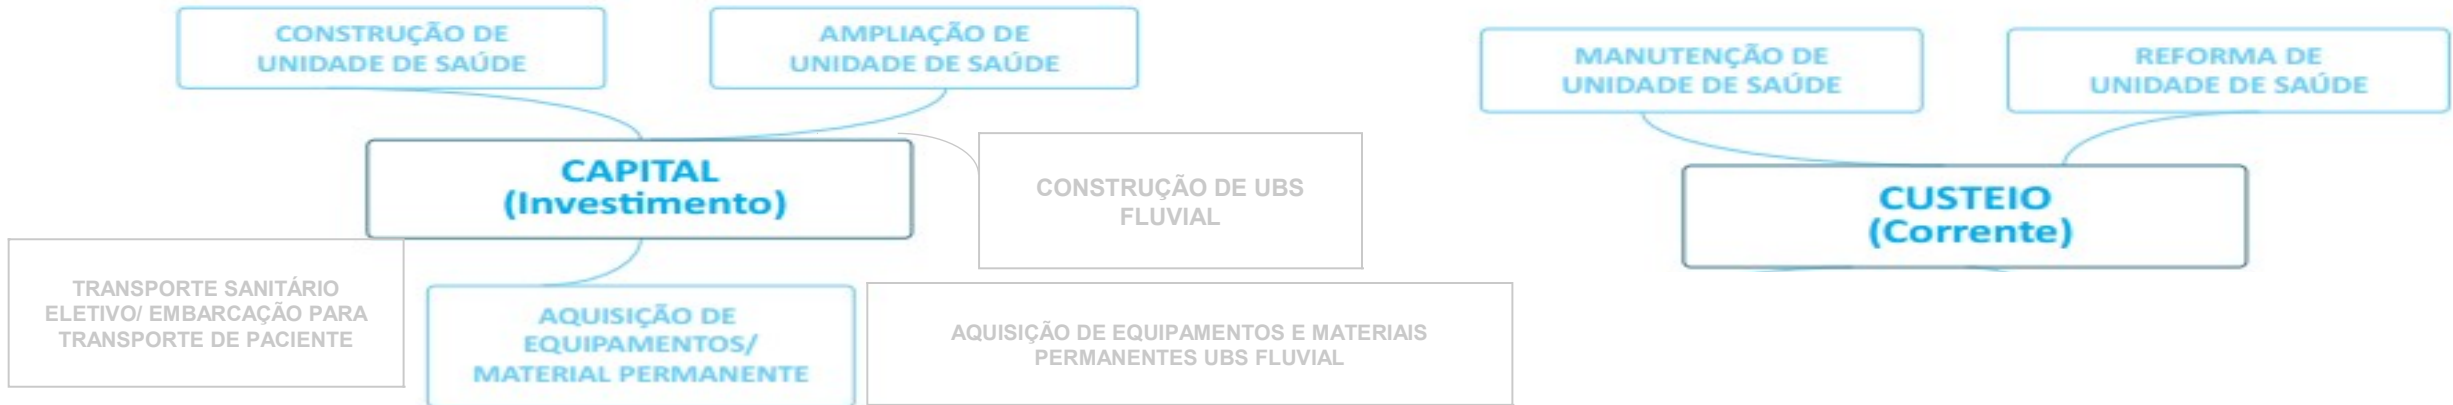 CONSTRUÇÃO DE
UNIDADE DE SAÚDE
AMPLIAÇÃO DE
UNIDADE DE SAÚDE
MANUTENÇÃO DE
UNIDADE DE SAÚDE
REFORMA DE
UNIDADE DE SAÚDE
CAPITAL
(Investimento)
CONSTRUÇÃO DE UBS
FLUVIAL
CUSTEIO
(Corrente)
TRANSPORTE SANITÁRIO
ELETIVO/ EMBARCAÇÃO PARA
TRANSPORTE DE PACIENTE
AQUISIÇÃO DE
EQUIPAMENTOS/
MATERIAL PERMANENTE
AQUISIÇÃO DE EQUIPAMENTOS E MATERIAIS
PERMANENTES UBS FLUVIAL